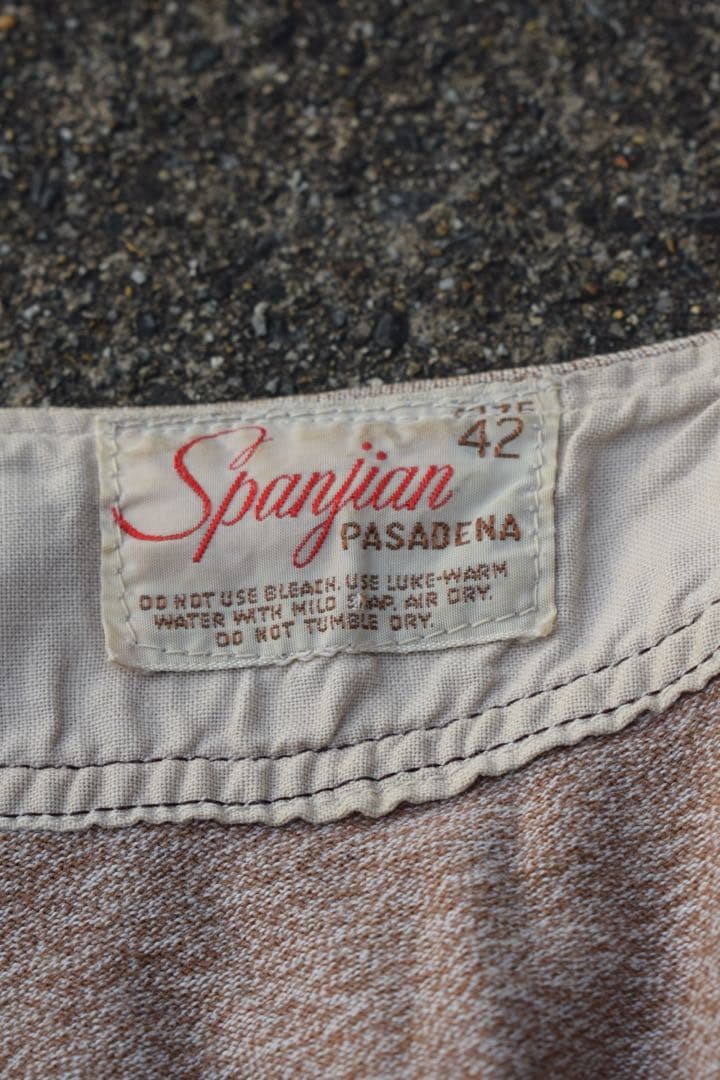 SIZE
42
Spanjian
PASADENA
DO NOT USE BLEACH. USE LUKE-WARM
WATER WITH MILD SOAP. AIR DRY.
DO NOT TUMBLE DRY.